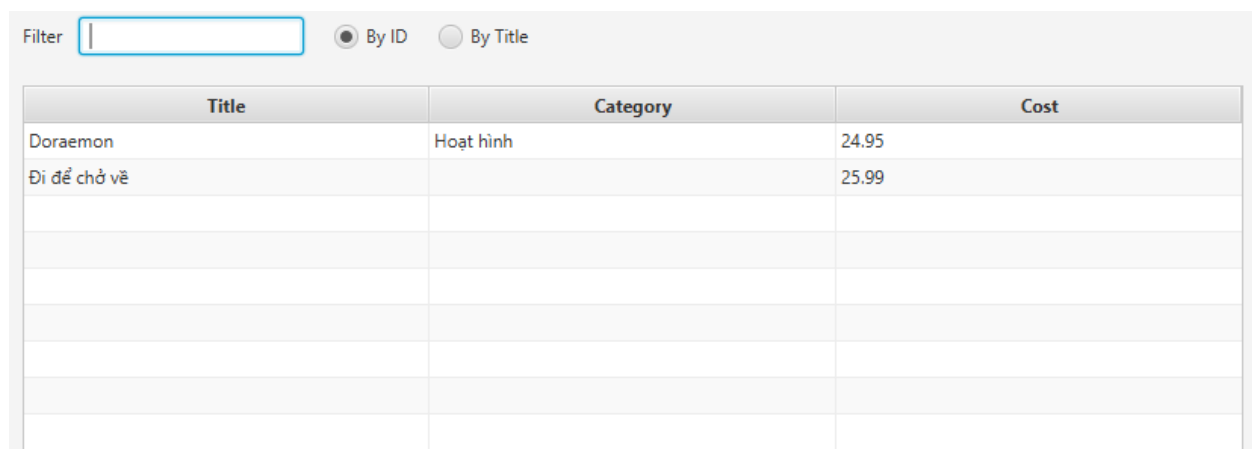 Filter By ID By Title
Title Category Cost
Doraemon Hoạt hình 24.95
Đi để chở về 25.99